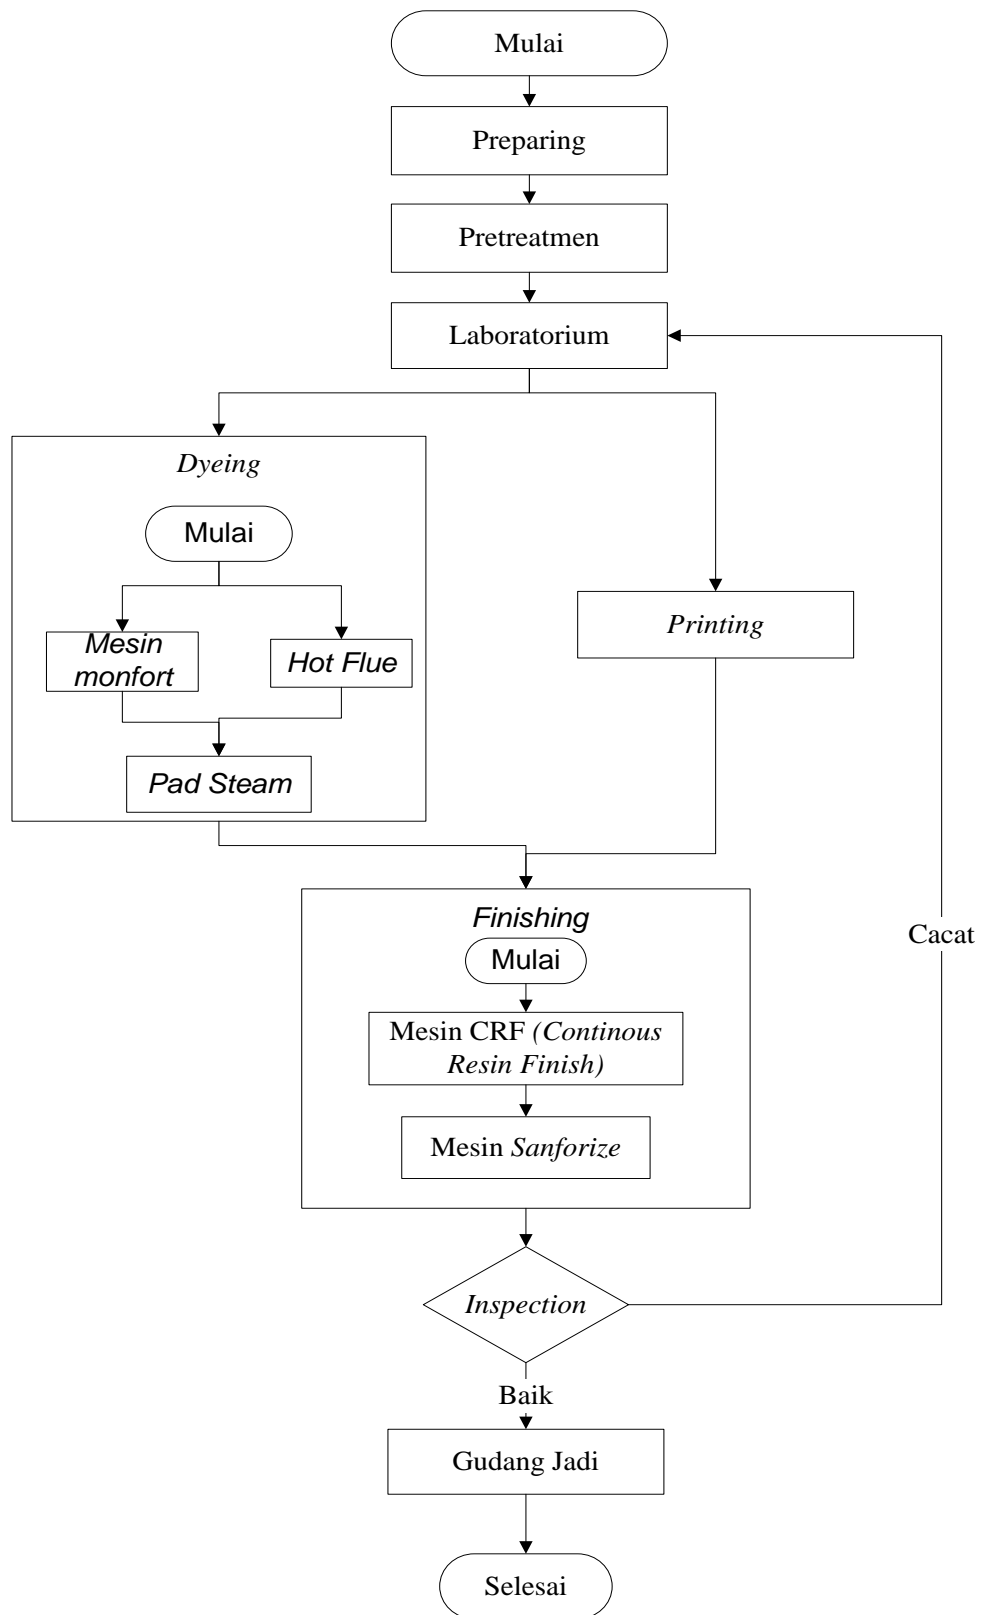 Mulai
Preparing
Pretreatmen
Laboratorium
Dyeing
Mulai
Mesin
monfort
Hot Flue
Pad Steam
Printing
Finishing
Mulai
Mesin CRF (Continous
Resin Finish)
Mesin Sanforize
Cacat
Inspection
Baik
Gudang Jadi
Selesai